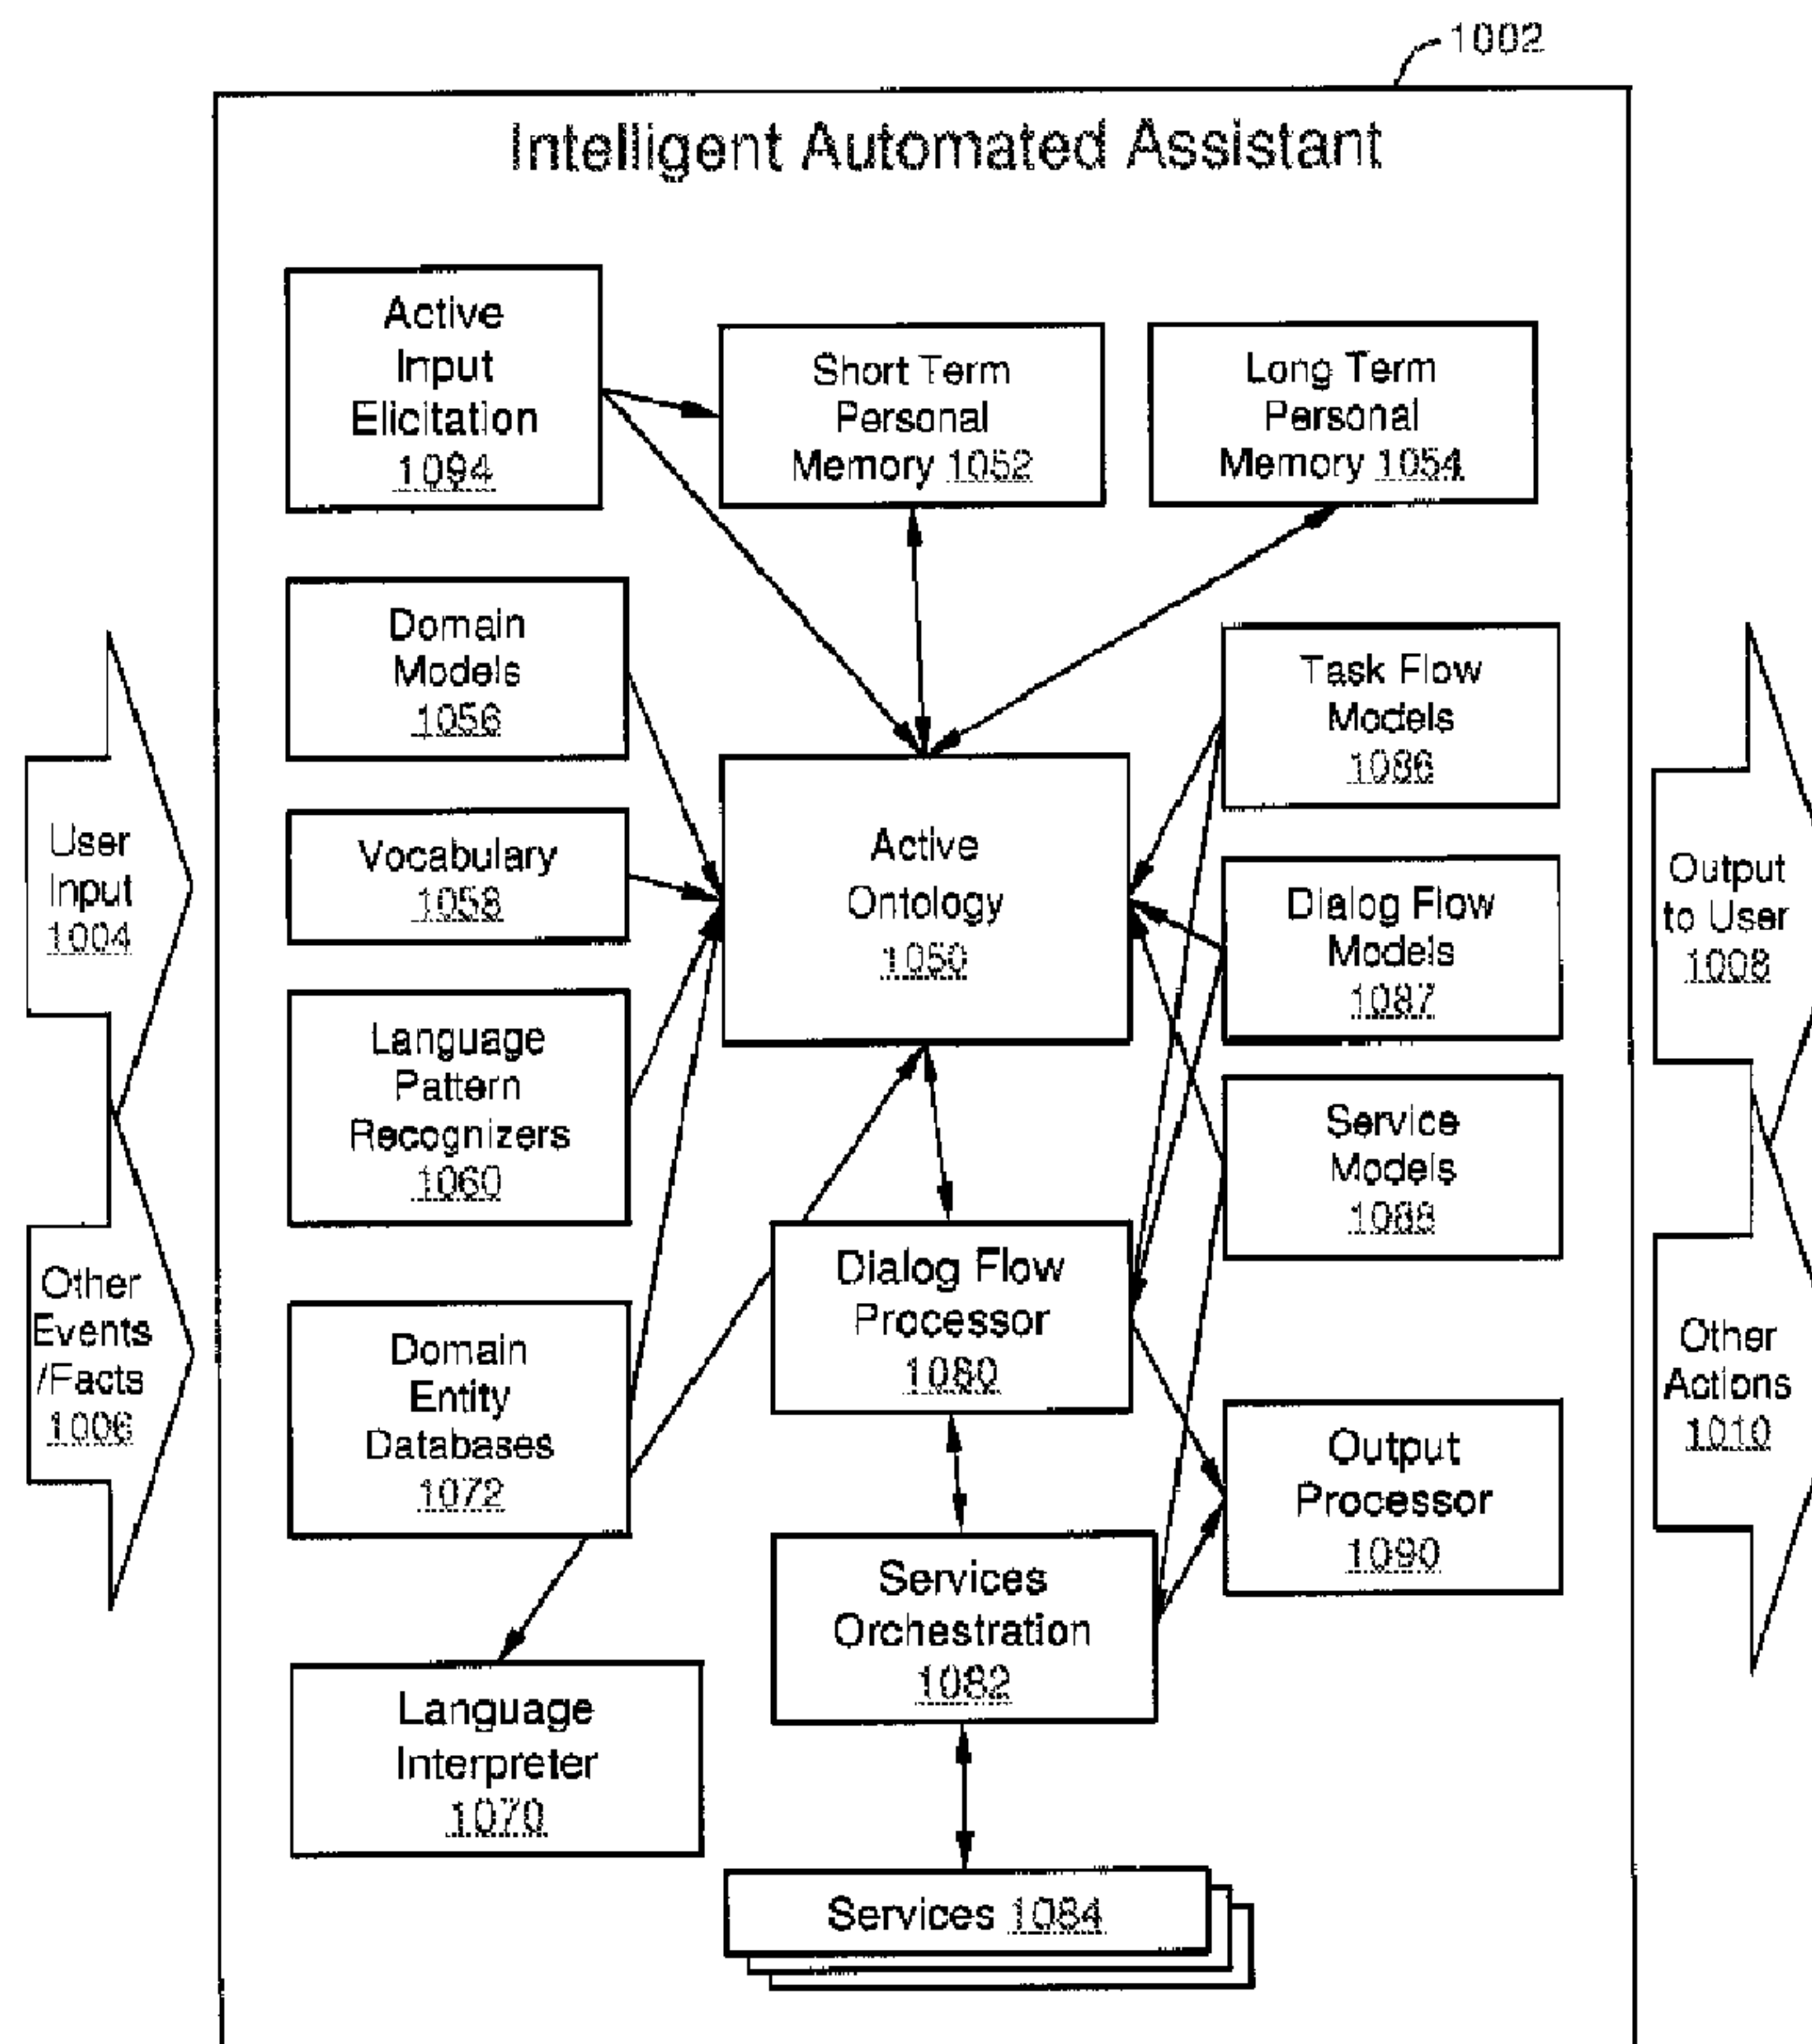 1002
Intelligent Automated Assistant
Active
Input
Elicitation
1094
Short Term
Personal
Memory 1052
Long Term
Personal
Memory 1054
Domain
Models
1056
Task Flow
Models
1086
User
Input
1004
Vocabulary
1058
Active
Ontology
1050
Dialog Flow
Models
1087
Output
to User
1008
Language
Pattern
Recognizers
1060
Service
Models
1088
Other
Events
/Facts
1006
Domain
Entity
Databases
1072
Dialog Flow
Processor
1080
Output
Processor
1090
Other
Actions
1010
Services
Orchestration
1082
Language
Interpreter
1070
Services 1084